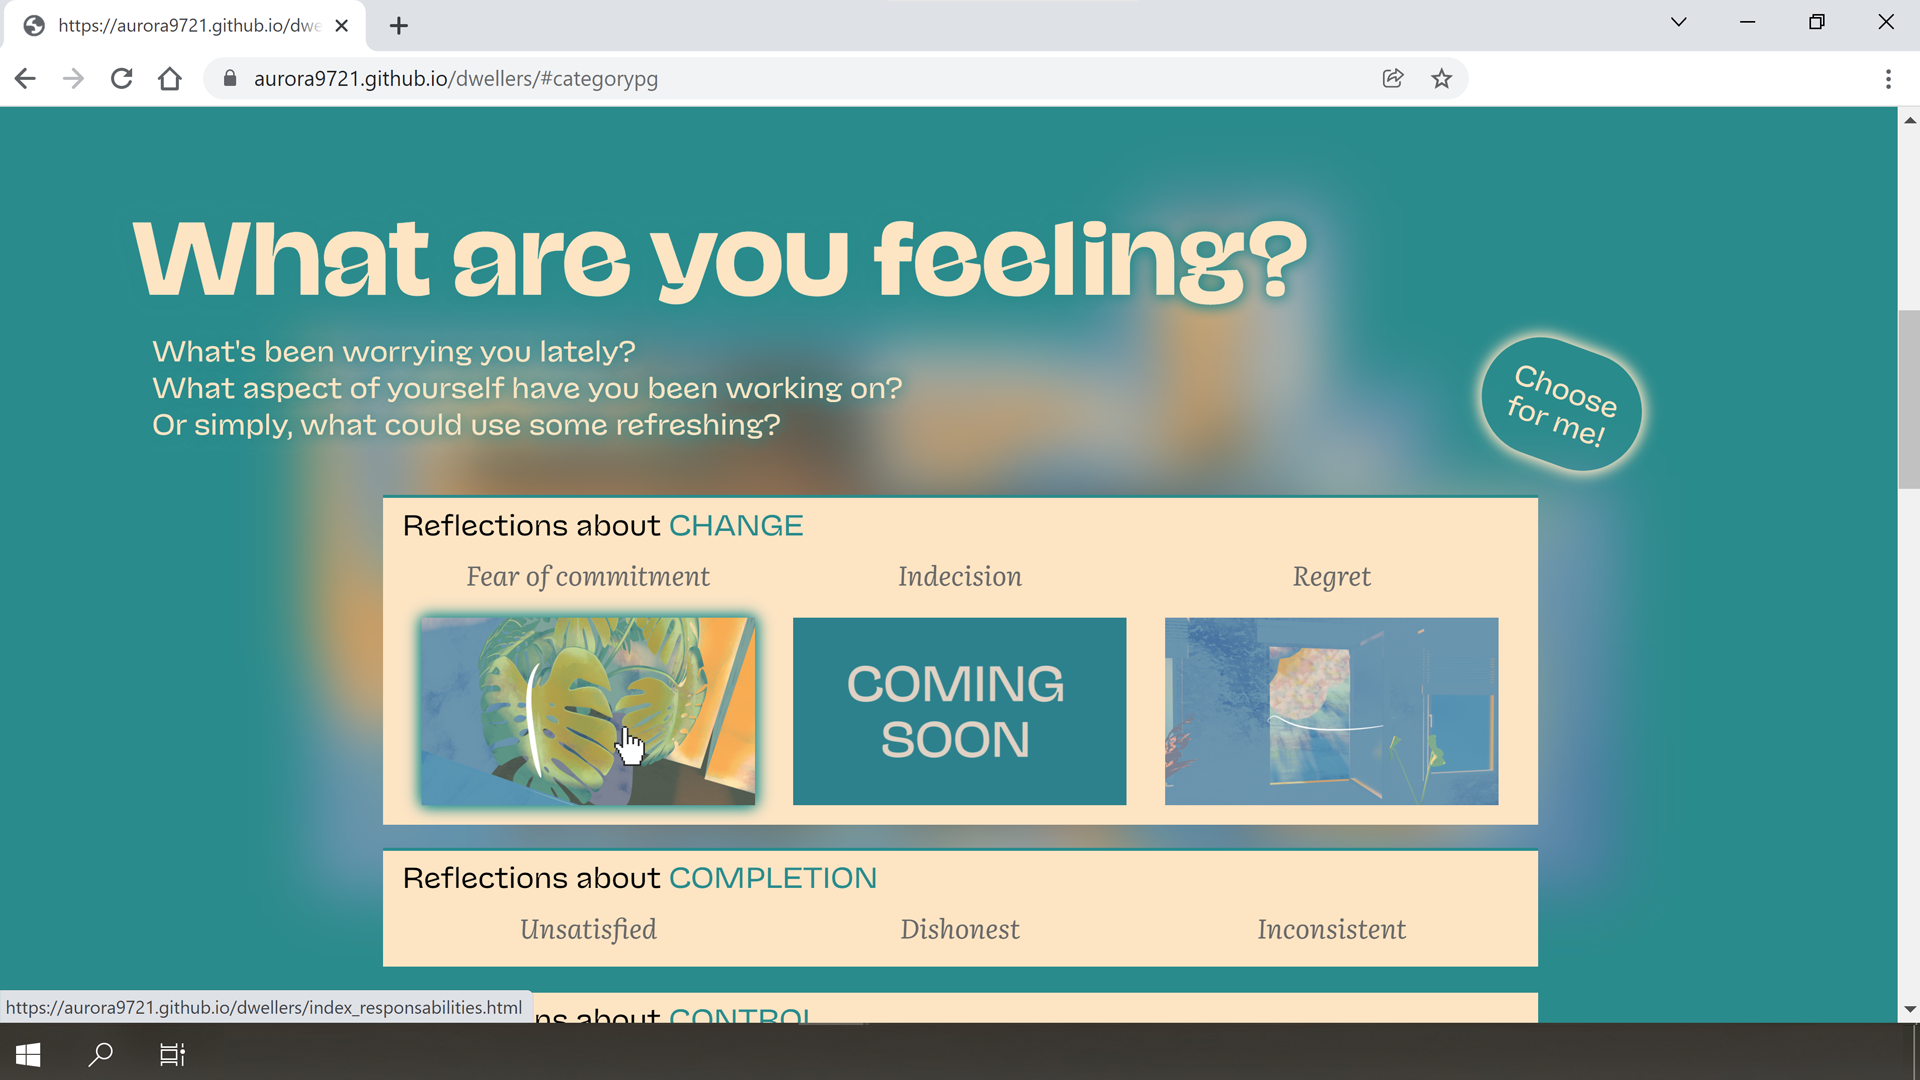 https://aurora9721.github.io/dwe
aurora9721.github.io/dwellers/#categorypg
What are you feeling?
What's been worrying you lately?
What aspect of yourself have you been working on?
Or simply, what could use some refreshing?
Choose
for me!
Reflections about CHANGE
Fear of commitment
Indecision
Regret
COMING
SOON
Reflections about COMPLETION
Unsatisfied
Dishonest
Inconsistent
ns about CONTROL
https://aurora9721.github.io/dwellers/index_responsabilities.html